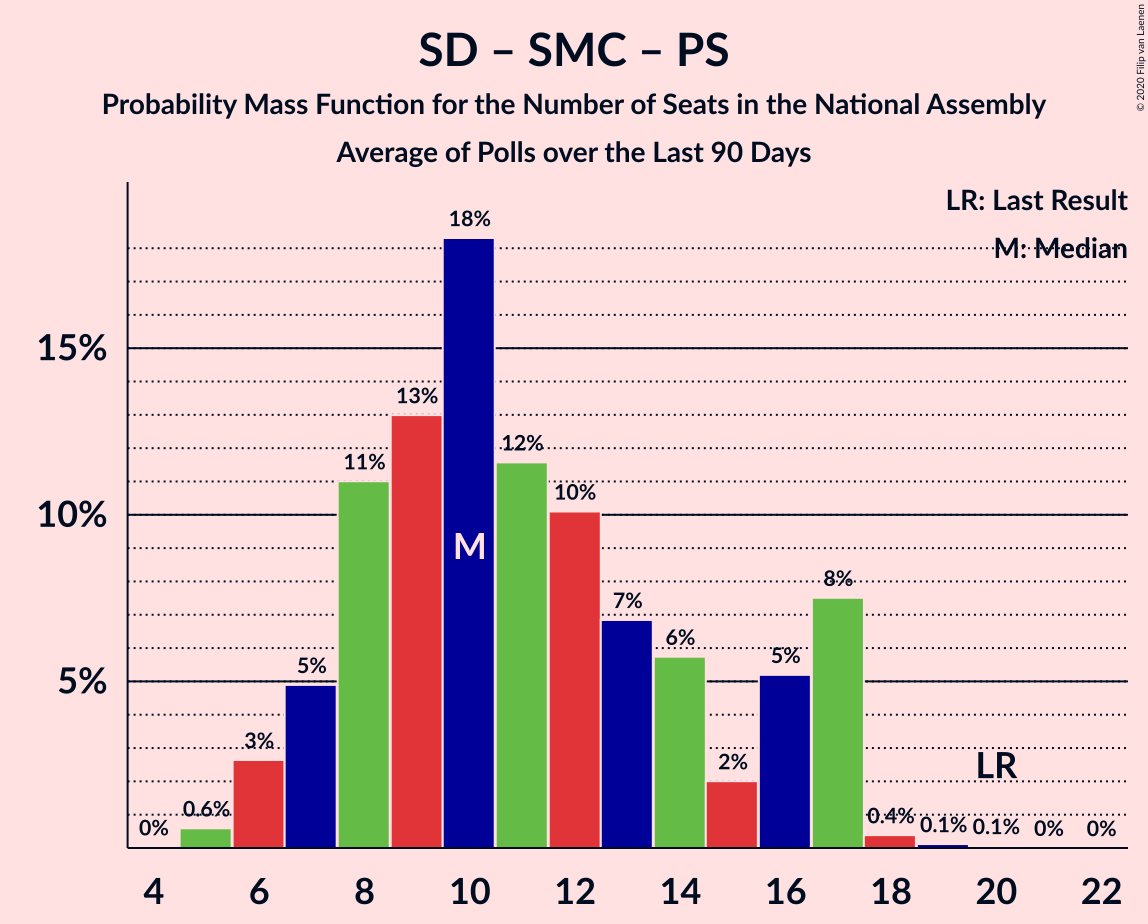 SD – SMC – PS
Probability Mass Function for the Number of Seats in the National Assembly
Average of Polls over the Last 90 Days
© 2020 Filip van Laenen
LR: Last Result
M: Median
18%
15%
13%
12%
11%
10%
10%
M
8%
7%
6%
5%
5%
5%
3%
2%
LR
0.6%
0%
0.4%
0.1%
0.1%
0%
0%
4 6 8 10 12 14 16 18 20 22